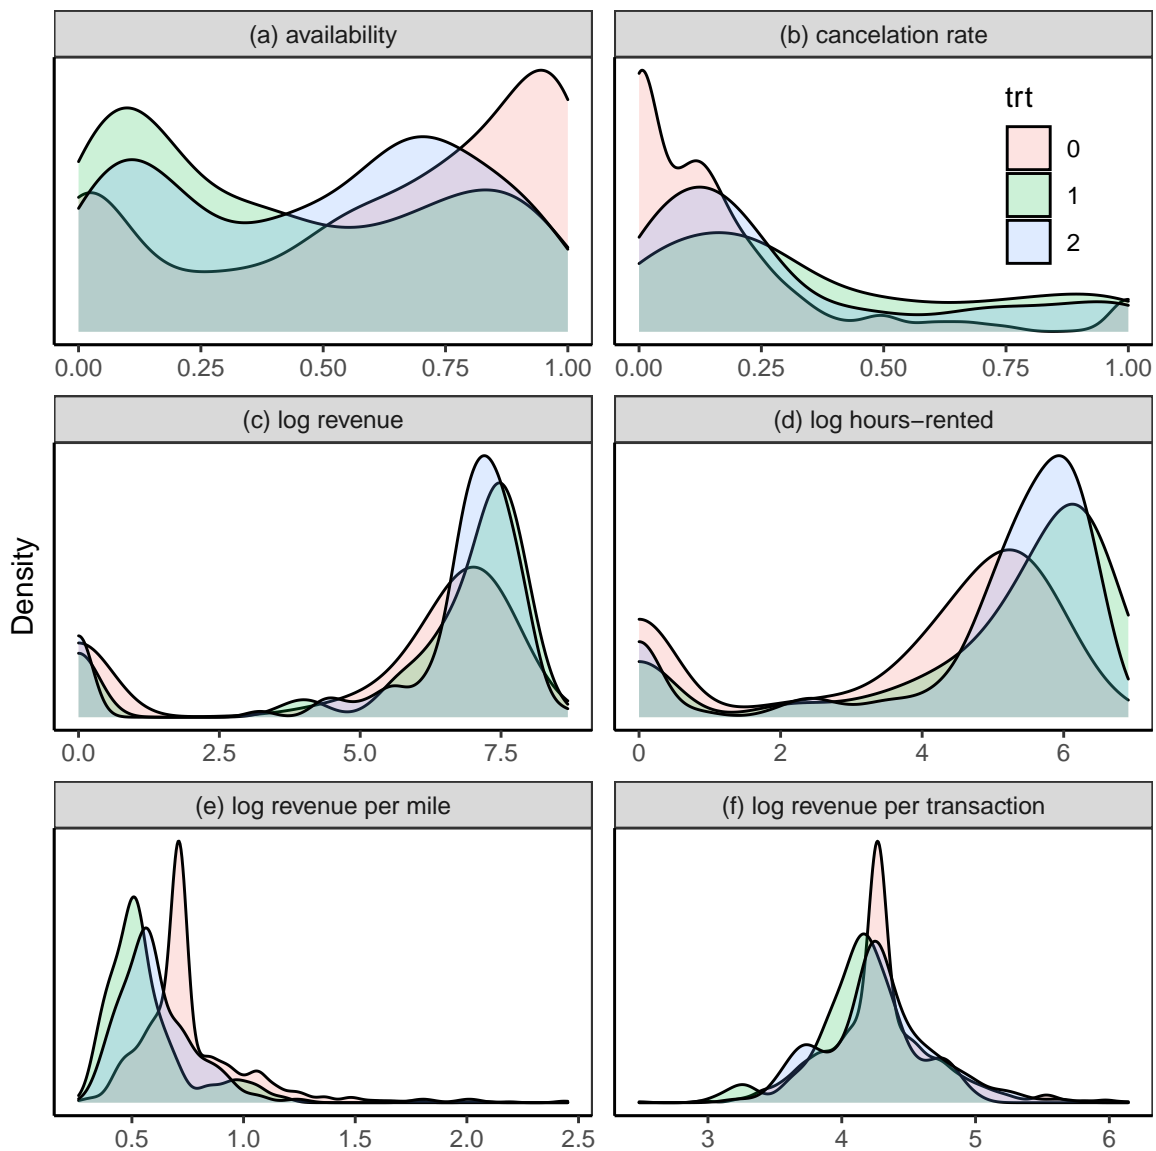 (a) availability
(b) cancelation rate
trt
0
1
2
0.00 0.25 0.50 0.75 1.00
0.00 0.25 0.50 0.75 1.00
(c) log revenue
(d) log hours−rented
Density
0.0 2.5 5.0 7.5
0 2 4 6
(e) log revenue per mile
(f) log revenue per transaction
0.5 1.0 1.5 2.0 2.5
3 4 5 6